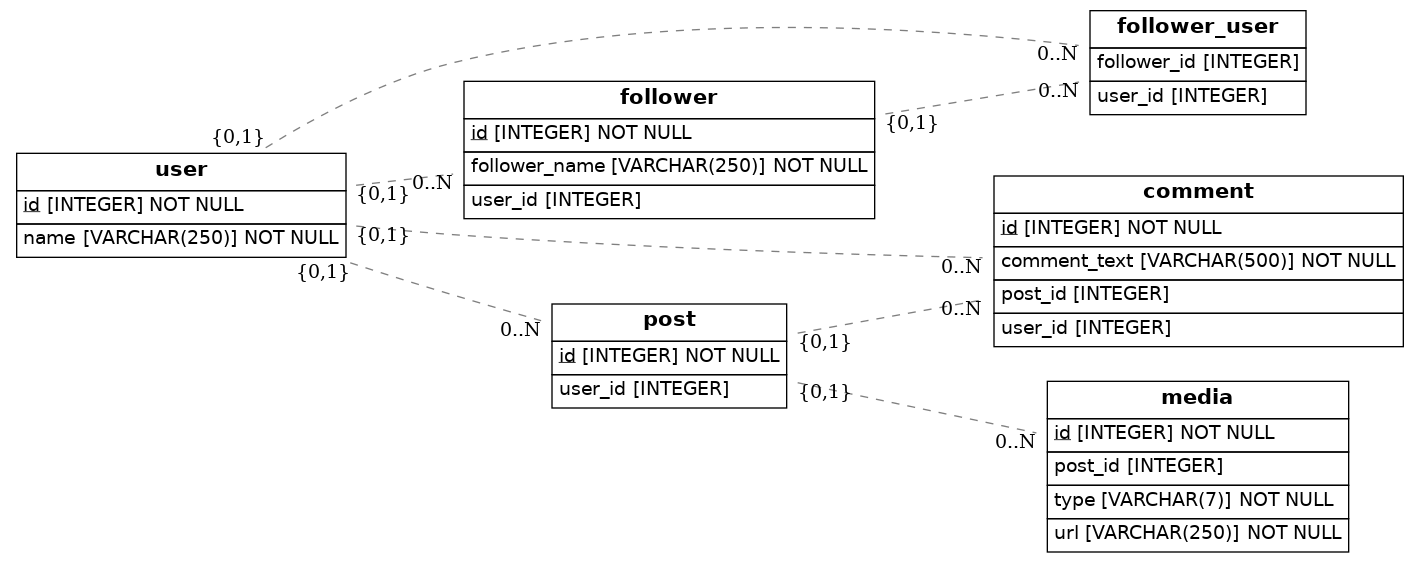 user
id [INTEGER] NOT NULL
name [VARCHAR(250)] NOT NULL
{0,1}
{0,1}
{0,1}
{0,1}
follower
id [INTEGER] NOT NULL
follower_name [VARCHAR(250)] NOT NULL
user_id [INTEGER]
0..N
{0,1}
post
id [INTEGER] NOT NULL
user_id [INTEGER]
0..N
{0,1}
{0,1}
follower_user
follower_id [INTEGER]
user_id [INTEGER]
0..N
0..N
comment
id [INTEGER] NOT NULL
comment_text [VARCHAR(500)] NOT NULL
post_id [INTEGER]
user_id [INTEGER]
0..N
0..N
media
id [INTEGER] NOT NULL
post_id [INTEGER]
type [VARCHAR(7)] NOT NULL
url [VARCHAR(250)] NOT NULL
0..N